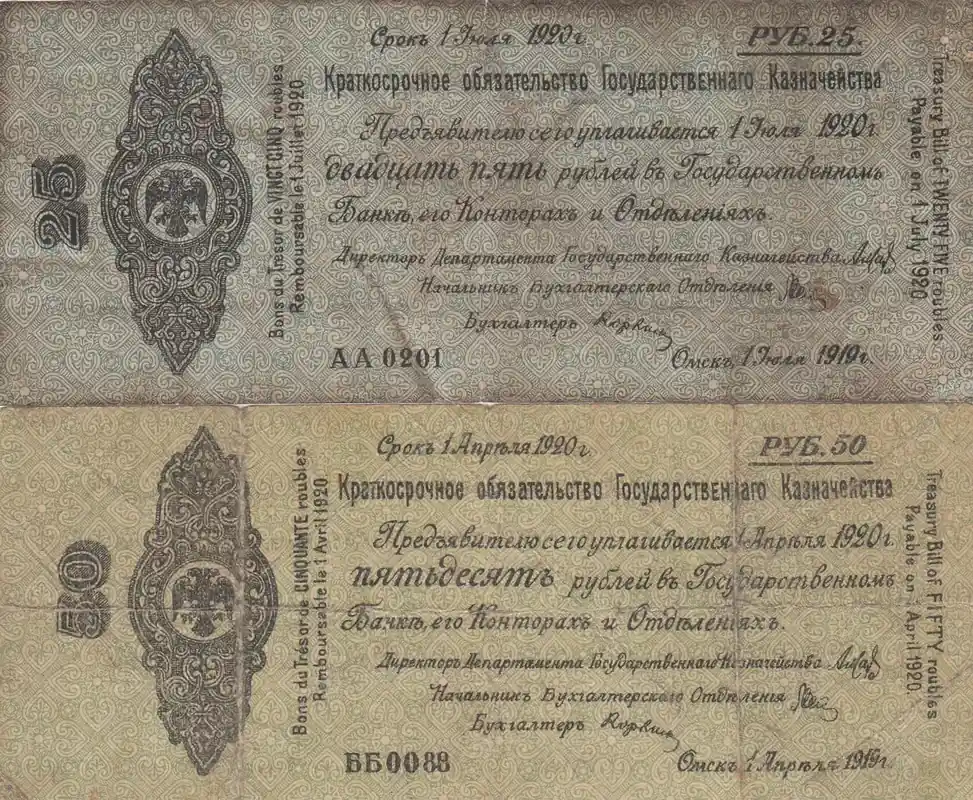 Срокъ 1 Іюля 1920 г.
РУБ. 25.
Краткосрочное обязательство Государственнаго Казначейства
Предъявителю сего уплачивается 1 Іюля 1920 г.
двадцать пять рублей въ Государственномъ
Банкѣ, его Конторахъ и Отдѣленіяхъ.
Директоръ Департамента Государственнаго Казначейства
Начальникъ Бухгалтерскаго Отдѣленія
Бухгалтеръ
АА 0201
Омскъ, 1 Іюля 1919 г.
25
Bons du Trésor de VINGT CINQ roubles
Remboursable le 1 Juillet 1920
Treasury Bill of TWENTY FIVE roubles
Payable on 1 July 1920
Срокъ 1 Апрѣля 1920 г.
РУБ. 50
Краткосрочное обязательство Государственнаго Казначейства
Предъявителю сего уплачивается 1 Апрѣля 1920 г.
пятьдесятъ рублей въ Государственномъ
Банкѣ, его Конторахъ и Отдѣленіяхъ.
Директоръ Департамента Государственнаго Казначейства
Начальникъ Бухгалтерскаго Отдѣленія
Бухгалтеръ
ББ 0088
Омскъ 1 Апрѣля 1919 г.
50
Bons du Trésor de CINQUANTE roubles
Remboursable le 1 Avril 1920
Treasury Bill of FIFTY roubles
Payable on 1 April 1920.